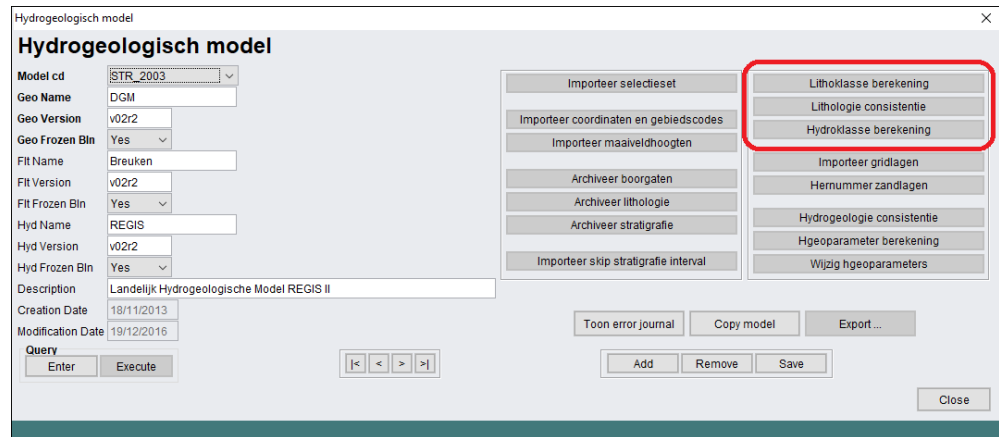 Hydrogeologisch model
Hydrogeologisch model
Model cd STR_2003
Geo Name DGM
Geo Version v02r2
Geo Frozen Bln Yes
Flt Name Breuken
Flt Version v02r2
Flt Frozen Bln Yes
Hyd Name REGIS
Hyd Version v02r2
Hyd Frozen Bln Yes
Description Landelijk Hydrogeologische Model REGIS II
Creation Date 18/11/2013
Modification Date 19/12/2016
Query
Enter Execute
|< < > >|
Importeer selectieset
Importeer coordinaten en gebiedscodes
Importeer maaiveldhoogten
Archiveer boorgaten
Archiveer lithologie
Archiveer stratigrafie
Importeer skip stratigrafie interval
Lithoklasse berekening
Lithologie consistentie
Hydroklasse berekening
Importeer gridlagen
Hernummer zandlagen
Hydrogeologie consistentie
Hgeoparameter berekening
Wijzig hgeoparameters
Toon error journal Copy model Export ...
Add Remove Save
Close